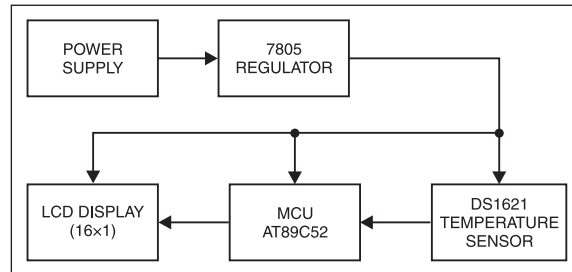 POWER
SUPPLY
7805
REGULATOR
LCD DISPLAY
(16×1)
MCU
AT89C52
DS1621
TEMPERATURE
SENSOR